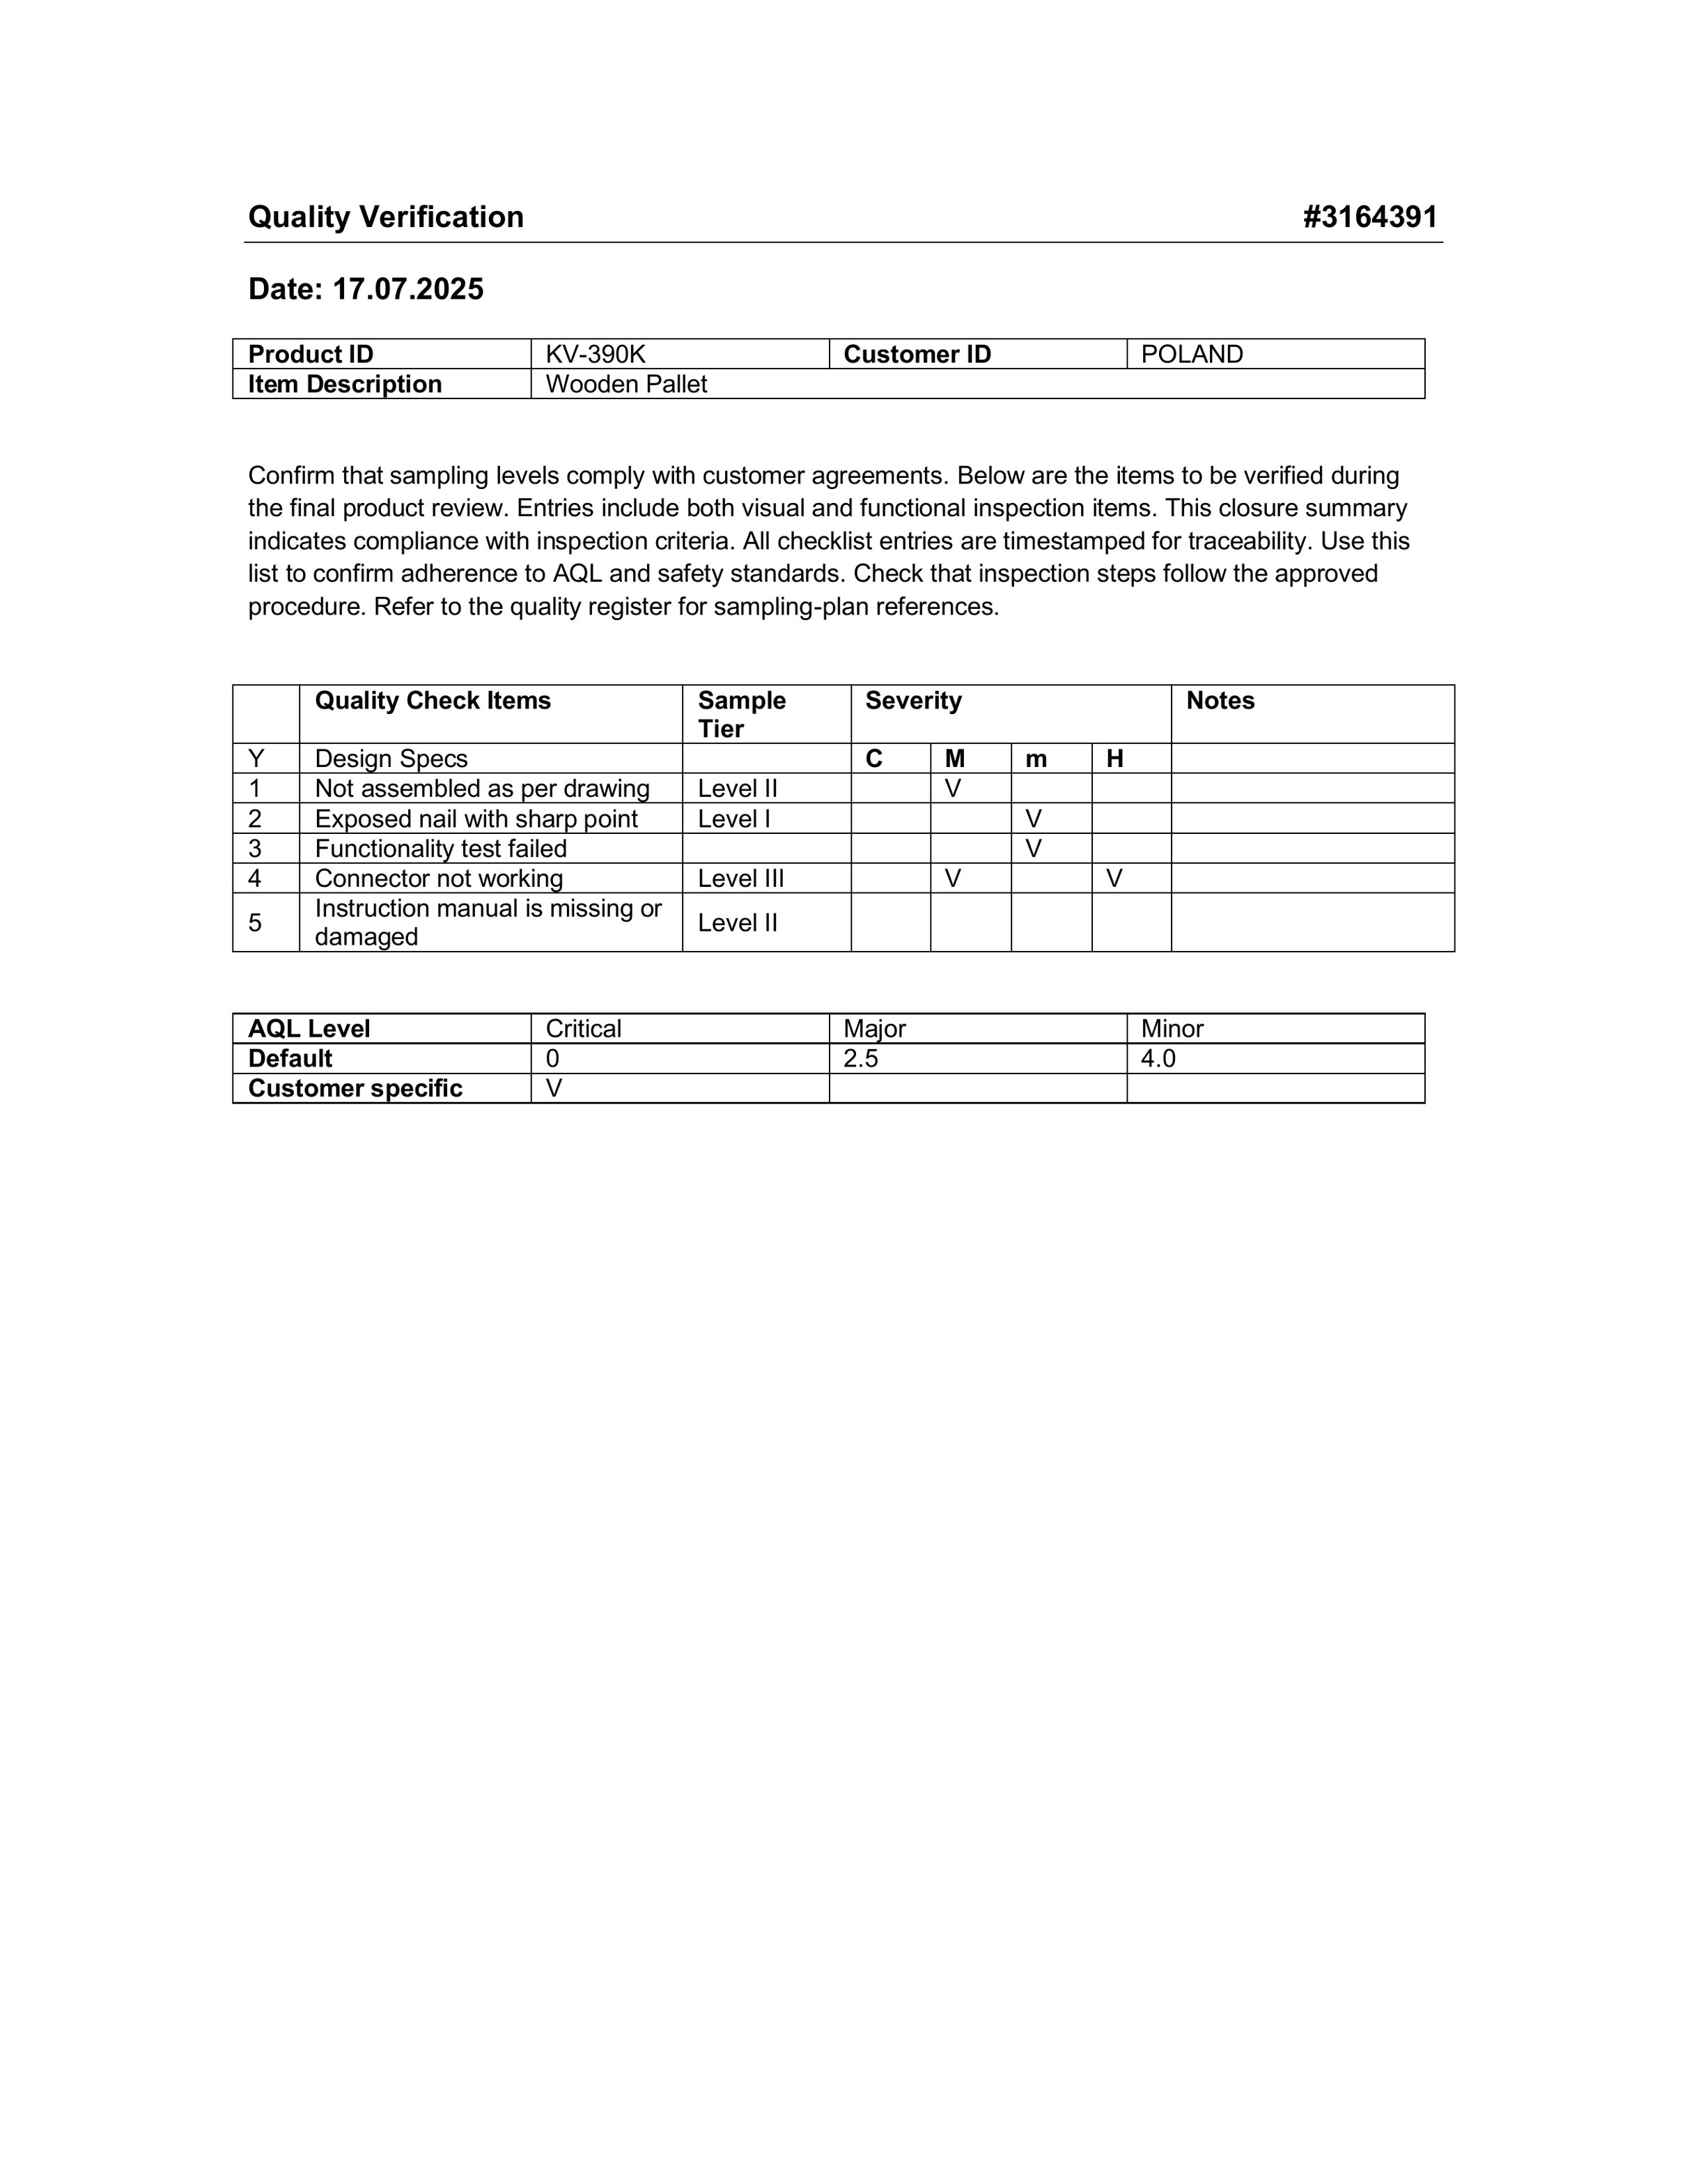 Quality Verification #3164391
Date: 17.07.2025
Product ID KV-390K Customer ID POLAND
Item Description Wooden Pallet
Confirm that sampling levels comply with customer agreements. Below are the items to be verified during
the final product review. Entries include both visual and functional inspection items. This closure summary
indicates compliance with inspection criteria. All checklist entries are timestamped for traceability. Use this
list to confirm adherence to AQL and safety standards. Check that inspection steps follow the approved
procedure. Refer to the quality register for sampling-plan references.
Quality Check Items Sample Severity Notes
Tier
Y Design Specs C M m H
1 Not assembled as per drawing Level II V
2 Exposed nail with sharp point Level I V
3 Functionality test failed V
4 Connector not working Level III V V
5 Instruction manual is missing or Level II
damaged
AQL Level Critical Major Minor
Default 0 2.5 4.0
Customer specific V